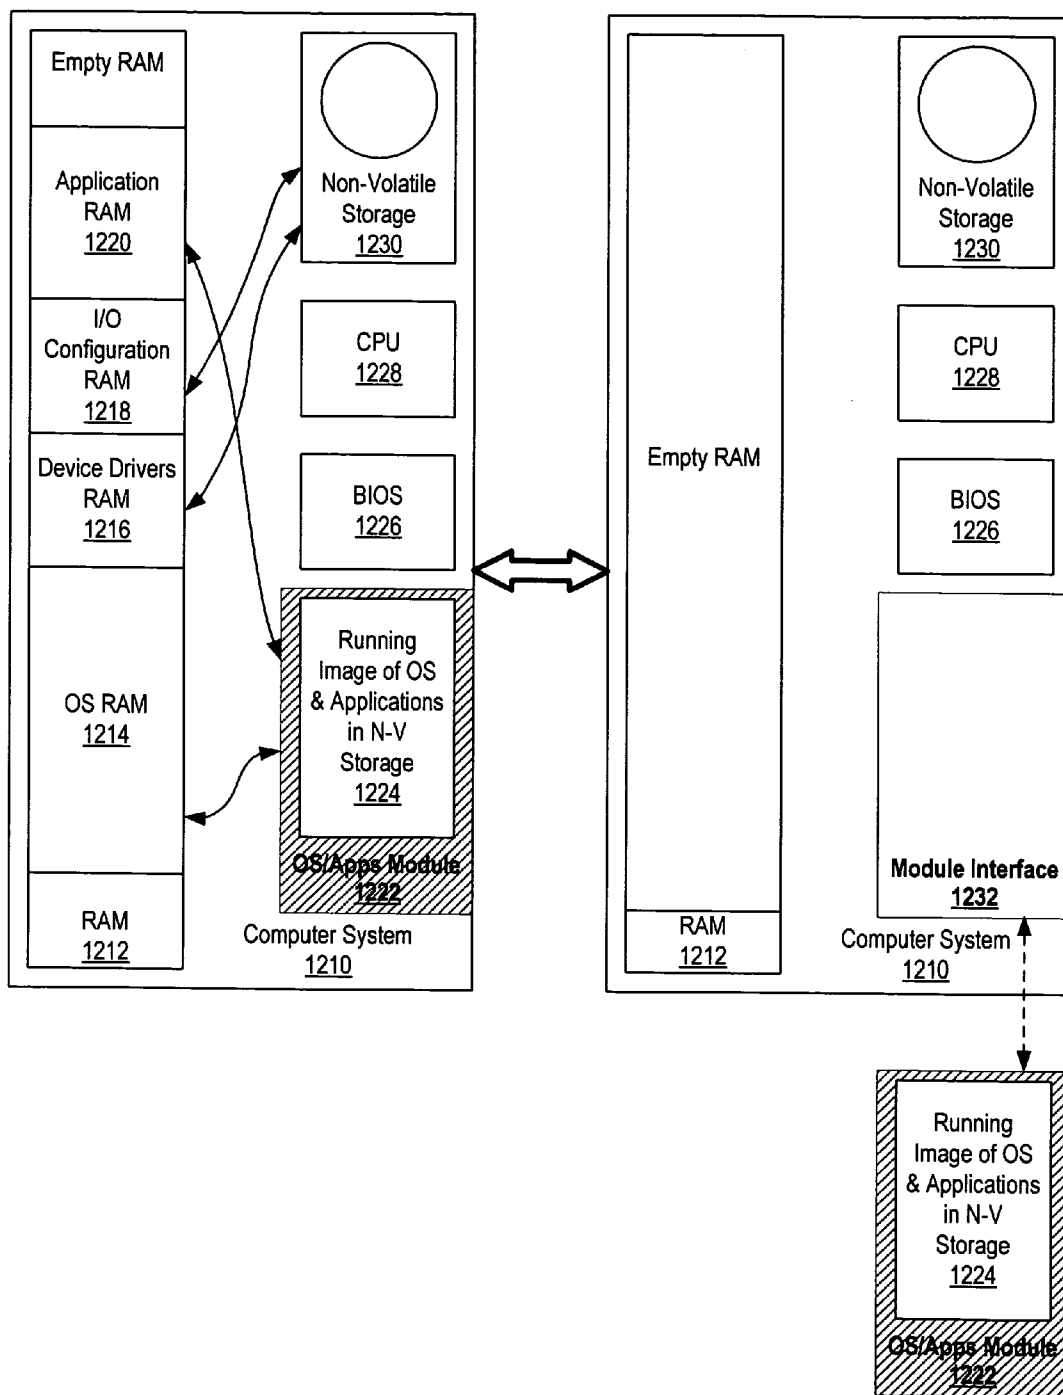 Empty RAM
Application
RAM
1220
I/O
Configuration
RAM
1218
Device Drivers
RAM
1216
OS RAM
1214
RAM
1212
Non-Volatile
Storage
1230
CPU
1228
BIOS
1226
Running
Image of OS
& Applications
in N-V
Storage
1224
OS/Apps Module
1222
Computer System
1210
Empty RAM
RAM
1212
Non-Volatile
Storage
1230
CPU
1228
BIOS
1226
Module Interface
1232
Computer System
1210
Running
Image of OS
& Applications
in N-V
Storage
1224
OS/Apps Module
1222